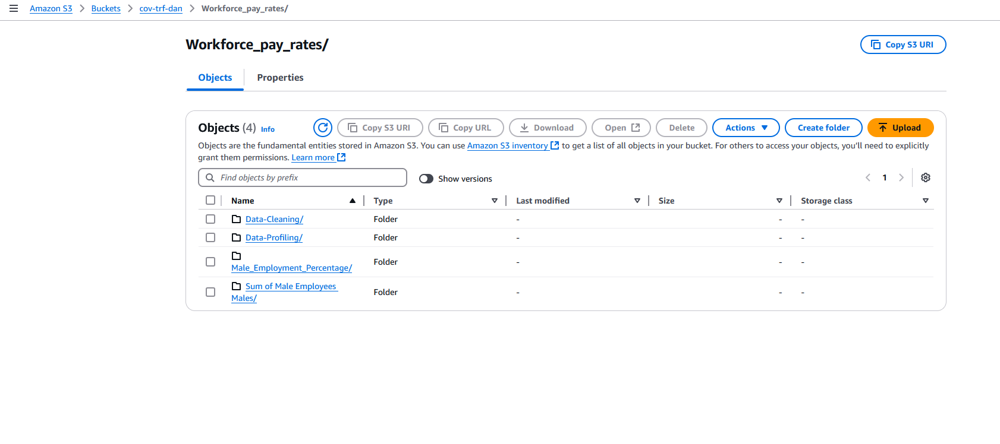 Amazon S3 > Buckets > cov-trf-dan > Workforce_pay_rates/
Workforce_pay_rates/
Copy S3 URI
Objects
Properties
Objects (4) Info
Copy S3 URI
Copy URL
Download
Open
Delete
Actions
Create folder
Upload
Objects are the fundamental entities stored in Amazon S3. You can use Amazon S3 inventory to get a list of all objects in your bucket. For others to access your objects, you'll need to explicitly
grant them permissions. Learn more
Find objects by prefix
Show versions
1
Name Type Last modified Size Storage class
Data-Cleaning/ Folder - - -
Data-Profiling/ Folder - - -
Male_Employment_Percentage/ Folder - - -
Sum of Male Employees
Males/ Folder - - -